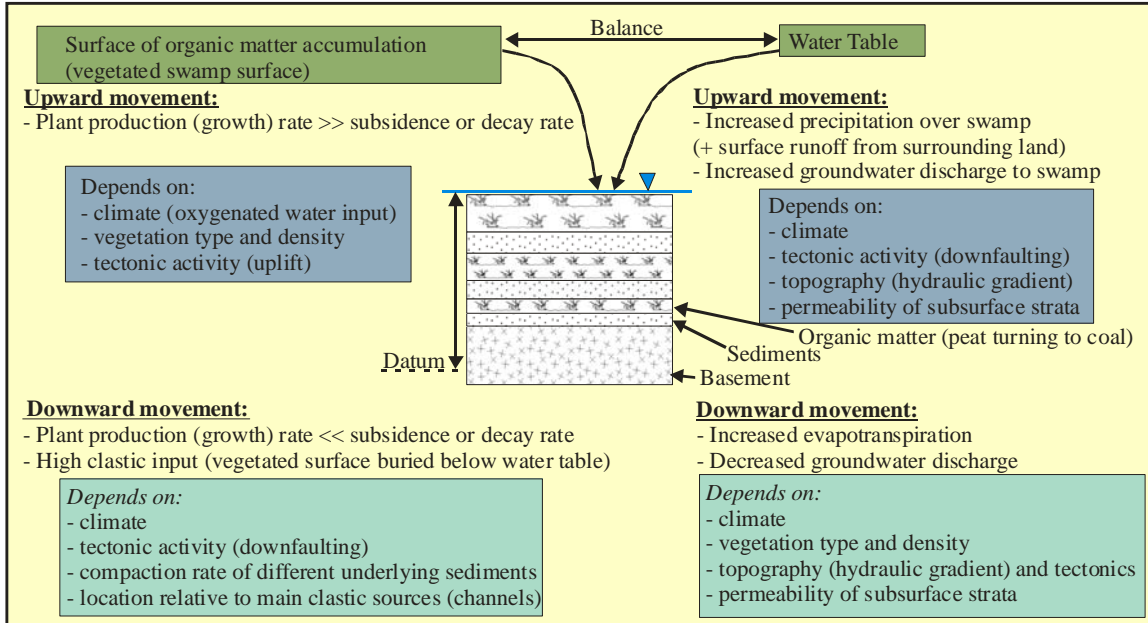 Surface of organic matter accumulation
(vegetated swamp surface)
Balance
Water Table
Upward movement:
- Plant production (growth) rate >> subsidence or decay rate
Depends on:
- climate (oxygenated water input)
- vegetation type and density
- tectonic activity (uplift)
Upward movement:
- Increased precipitation over swamp
(+ surface runoff from surrounding land)
- Increased groundwater discharge to swamp
Depends on:
- climate
- tectonic activity (downfaulting)
- topography (hydraulic gradient)
- permeability of subsurface strata
Organic matter (peat turning to coal)
Sediments
Basement
Datum
Downward movement:
- Plant production (growth) rate << subsidence or decay rate
- High clastic input (vegetated surface buried below water table)
Depends on:
- climate
- tectonic activity (downfaulting)
- compaction rate of different underlying sediments
- location relative to main clastic sources (channels)
Downward movement:
- Increased evapotranspiration
- Decreased groundwater discharge
Depends on:
- climate
- vegetation type and density
- topography (hydraulic gradient) and tectonics
- permeability of subsurface strata